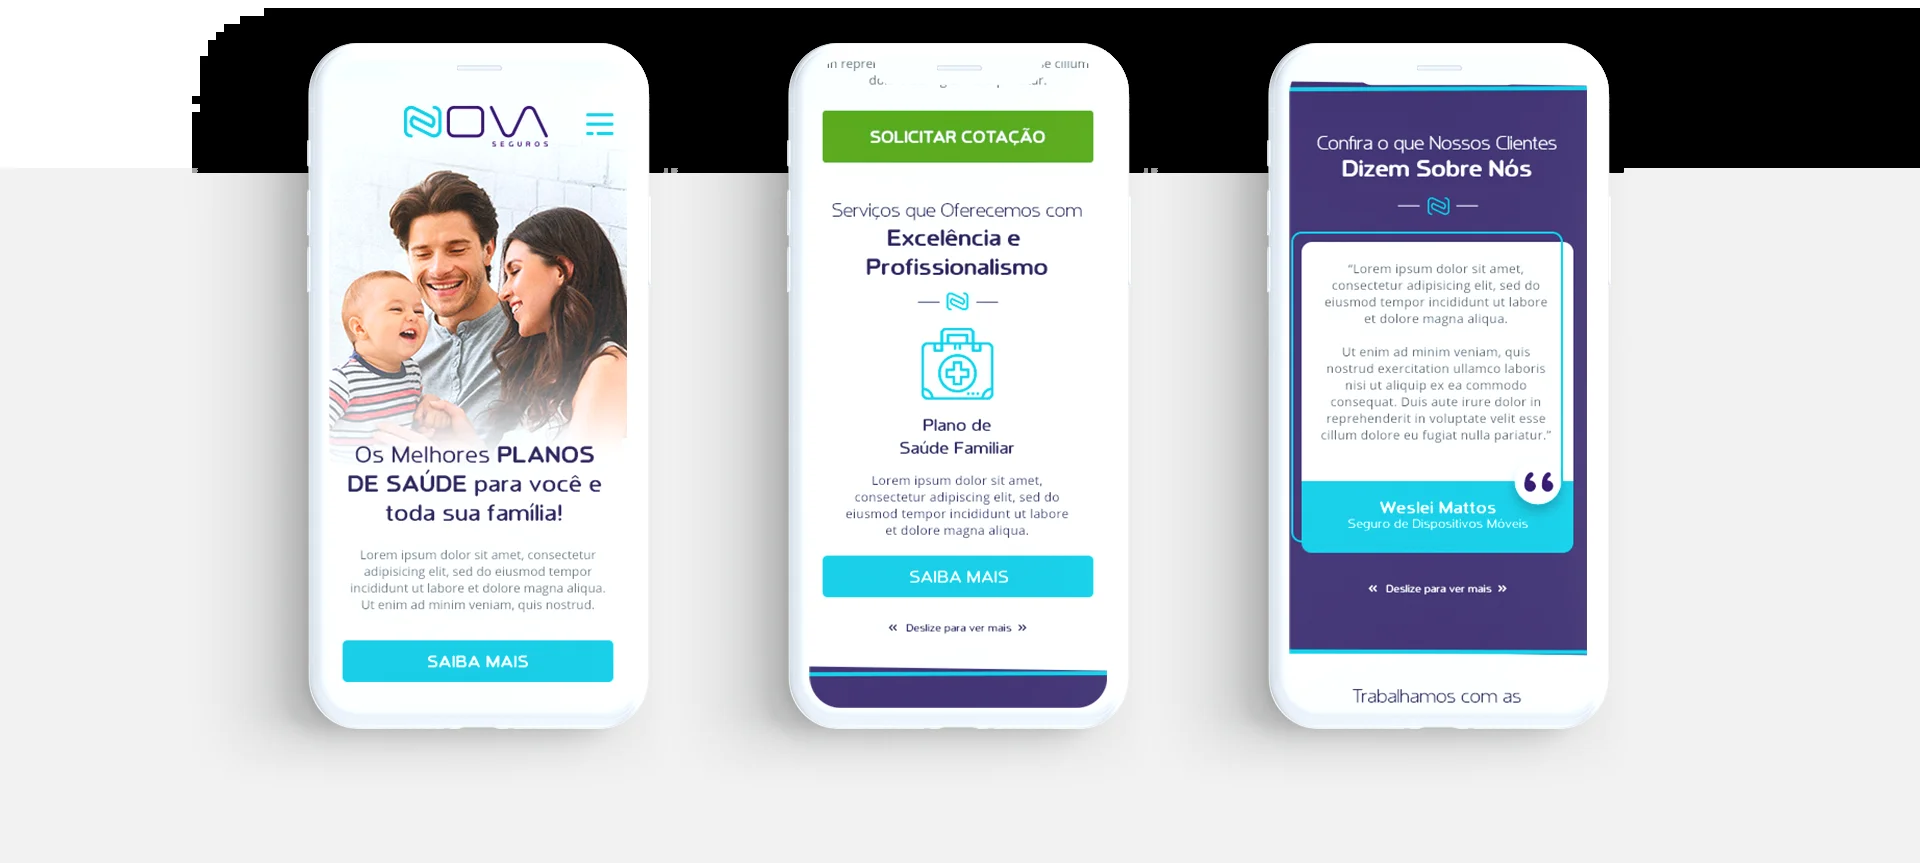 NOVA
SEGUROS
Os Melhores PLANOS
DE SAÚDE para você e
toda sua família!
Lorem ipsum dolor sit amet, consectetur
adipisicing elit, sed do eiusmod tempor
incididunt ut labore et dolore magna aliqua.
Ut enim ad minim veniam, quis nostrud.
SAIBA MAIS
in cillum
SOLICITAR COTAÇÃO
Serviços que Oferecemos com
Excelência e
Profissionalismo
Plano de
Saúde Familiar
Lorem ipsum dolor sit amet,
consectetur adipiscing elit, sed do
eiusmod tempor incididunt ut labore
et dolore magna aliqua.
SAIBA MAIS
« Deslize para ver mais »
Confira o que Nossos Clientes
Dizem Sobre Nós
“Lorem ipsum dolor sit amet,
consectetur adipisicing elit, sed do
eiusmod tempor incididunt ut labore
et dolore magna aliqua.
Ut enim ad minim veniam, quis
nostrud exercitation ullamco laboris
nisi ut aliquip ex ea commodo
consequat. Duis aute irure dolor in
reprehenderit in voluptate velit esse
cillum dolore eu fugiat nulla pariatur.”
Weslei Mattos
Seguro de Dispositivos Móveis
« Deslize para ver mais »
Trabalhamos com as